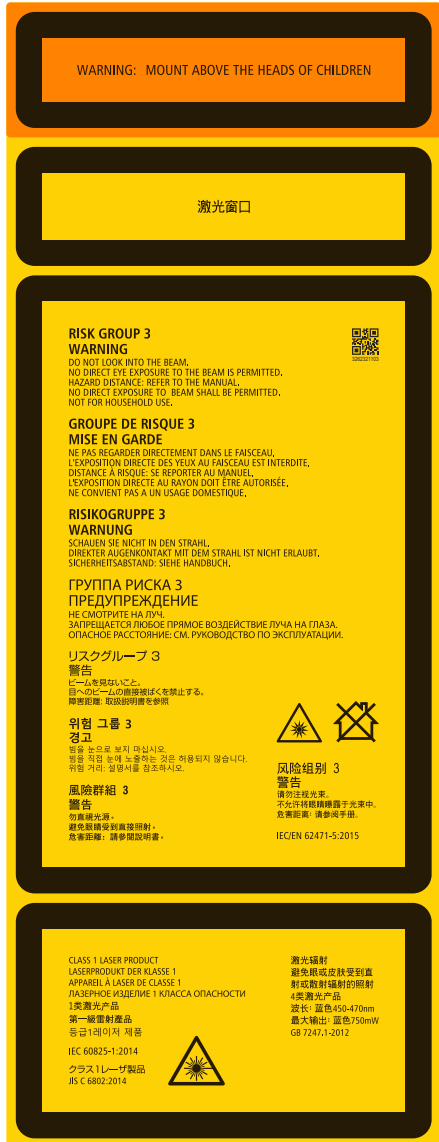 WARNING: MOUNT ABOVE THE HEADS OF CHILDREN
激光窗口
RISK GROUP 3
WARNING
DO NOT LOOK INTO THE BEAM.
NO DIRECT EYE EXPOSURE TO THE BEAM IS PERMITTED.
HAZARD DISTANCE: REFER TO THE MANUAL.
NO DIRECT EXPOSURE TO BEAM SHALL BE PERMITTED.
NOT FOR HOUSEHOLD USE.
3262321103
GROUPE DE RISQUE 3
MISE EN GARDE
NE PAS REGARDER DIRECTEMENT DANS LE FAISCEAU.
L'EXPOSITION DIRECTE DES YEUX AU FAISCEAU EST INTERDITE.
DISTANCE À RISQUE: SE REPORTER AU MANUEL.
L'EXPOSITION DIRECTE AU RAYON DOIT ÊTRE AUTORISÉE.
NE CONVIENT PAS A UN USAGE DOMESTIQUE.
RISIKOGRUPPE 3
WARNUNG
SCHAUEN SIE NICHT IN DEN STRAHL.
DIREKTER AUGENKONTAKT MIT DEM STRAHL IST NICHT ERLAUBT.
SICHERHEITSABSTAND: SIEHE HANDBUCH.
ГРУППА РИСКА 3
ПРЕДУПРЕЖДЕНИЕ
НЕ СМОТРИТЕ НА ЛУЧ.
ЗАПРЕЩАЕТСЯ ЛЮБОЕ ПРЯМОЕ ВОЗДЕЙСТВИЕ ЛУЧА НА ГЛАЗА.
ОПАСНОЕ РАССТОЯНИЕ: СМ. РУКОВОДСТВО ПО ЭКСПЛУАТАЦИИ.
リスクグループ 3
警告
ビームを見ないこと。
目へのビームの直接被ばくを禁止する。
障害距離: 取扱説明書を参照
위험 그룹 3
경고
빔을 눈으로 보지 마십시오.
빔을 직접 눈에 노출하는 것은 허용되지 않습니다.
위험 거리: 설명서를 참조하시오.
風險群組 3
警告
勿直視光源。
避免眼睛受到直接照射。
危害距離：請參閱說明書。
风险组别 3
警告
请勿注视光束。
不允许将眼睛曝露于光束中。
危害距离: 请参阅手册。
IEC/EN 62471-5:2015
CLASS 1 LASER PRODUCT
LASERPRODUKT DER KLASSE 1
APPAREIL À LASER DE CLASSE 1
ЛАЗЕРНОЕ ИЗДЕЛИЕ 1 КЛАССА ОПАСНОСТИ
1类激光产品
第一級雷射產品
등급1레이저 제품
IEC 60825-1:2014
クラス1レーザ製品
JIS C 6802:2014
激光辐射
避免眼或皮肤受到直
射或散射辐射的照射
4类激光产品
波长: 蓝色450-470nm
最大输出: 蓝色750mW
GB 7247.1-2012